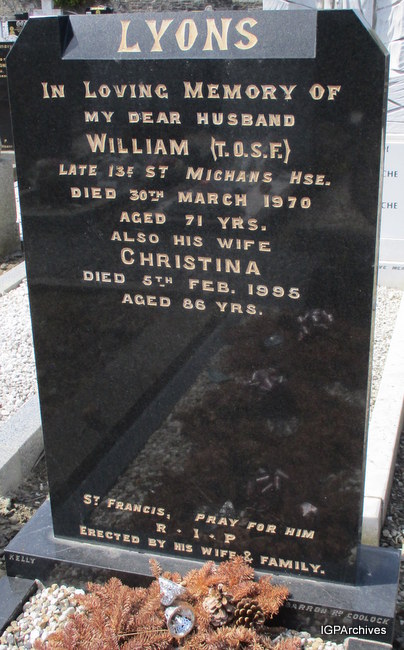 LYONS
IN LOVING MEMORY OF
MY DEAR HUSBAND
WILLIAM (T.O.S.F.)
LATE 13F ST MICHANS HSE.
DIED 30TH MARCH 1970
AGED 71 YRS.
ALSO HIS WIFE
CHRISTINA
DIED 5TH FEB. 1995
AGED 86 YRS.
ST FRANCIS, PRAY FOR HIM
R·I·P
ERECTED BY HIS WIFE & FAMILY.
KELLY
BARROW RD COOLOCK
IGPArchives